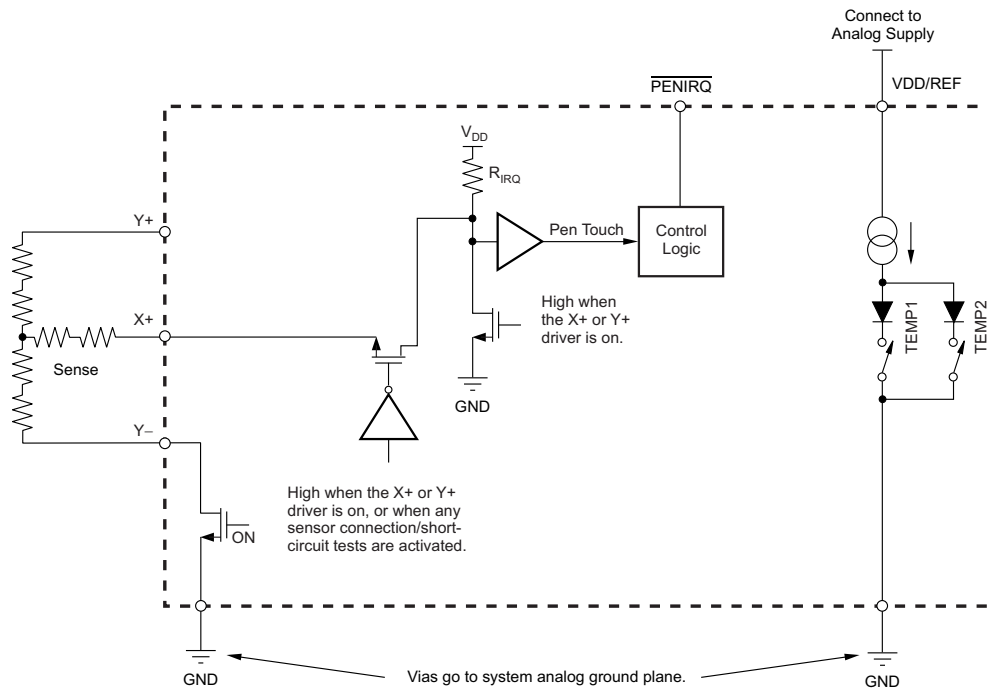 Connect to
Analog Supply
PENIRQ
VDD/REF
VDD
RIRQ
Y+
Pen Touch
Control
Logic
X+
High when
the X+ or Y+
driver is on.
TEMP1
TEMP2
Sense
GND
Y–
High when the X+ or Y+
driver is on, or when any
sensor connection/short-
circuit tests are activated.
ON
GND
Vias go to system analog ground plane.
GND